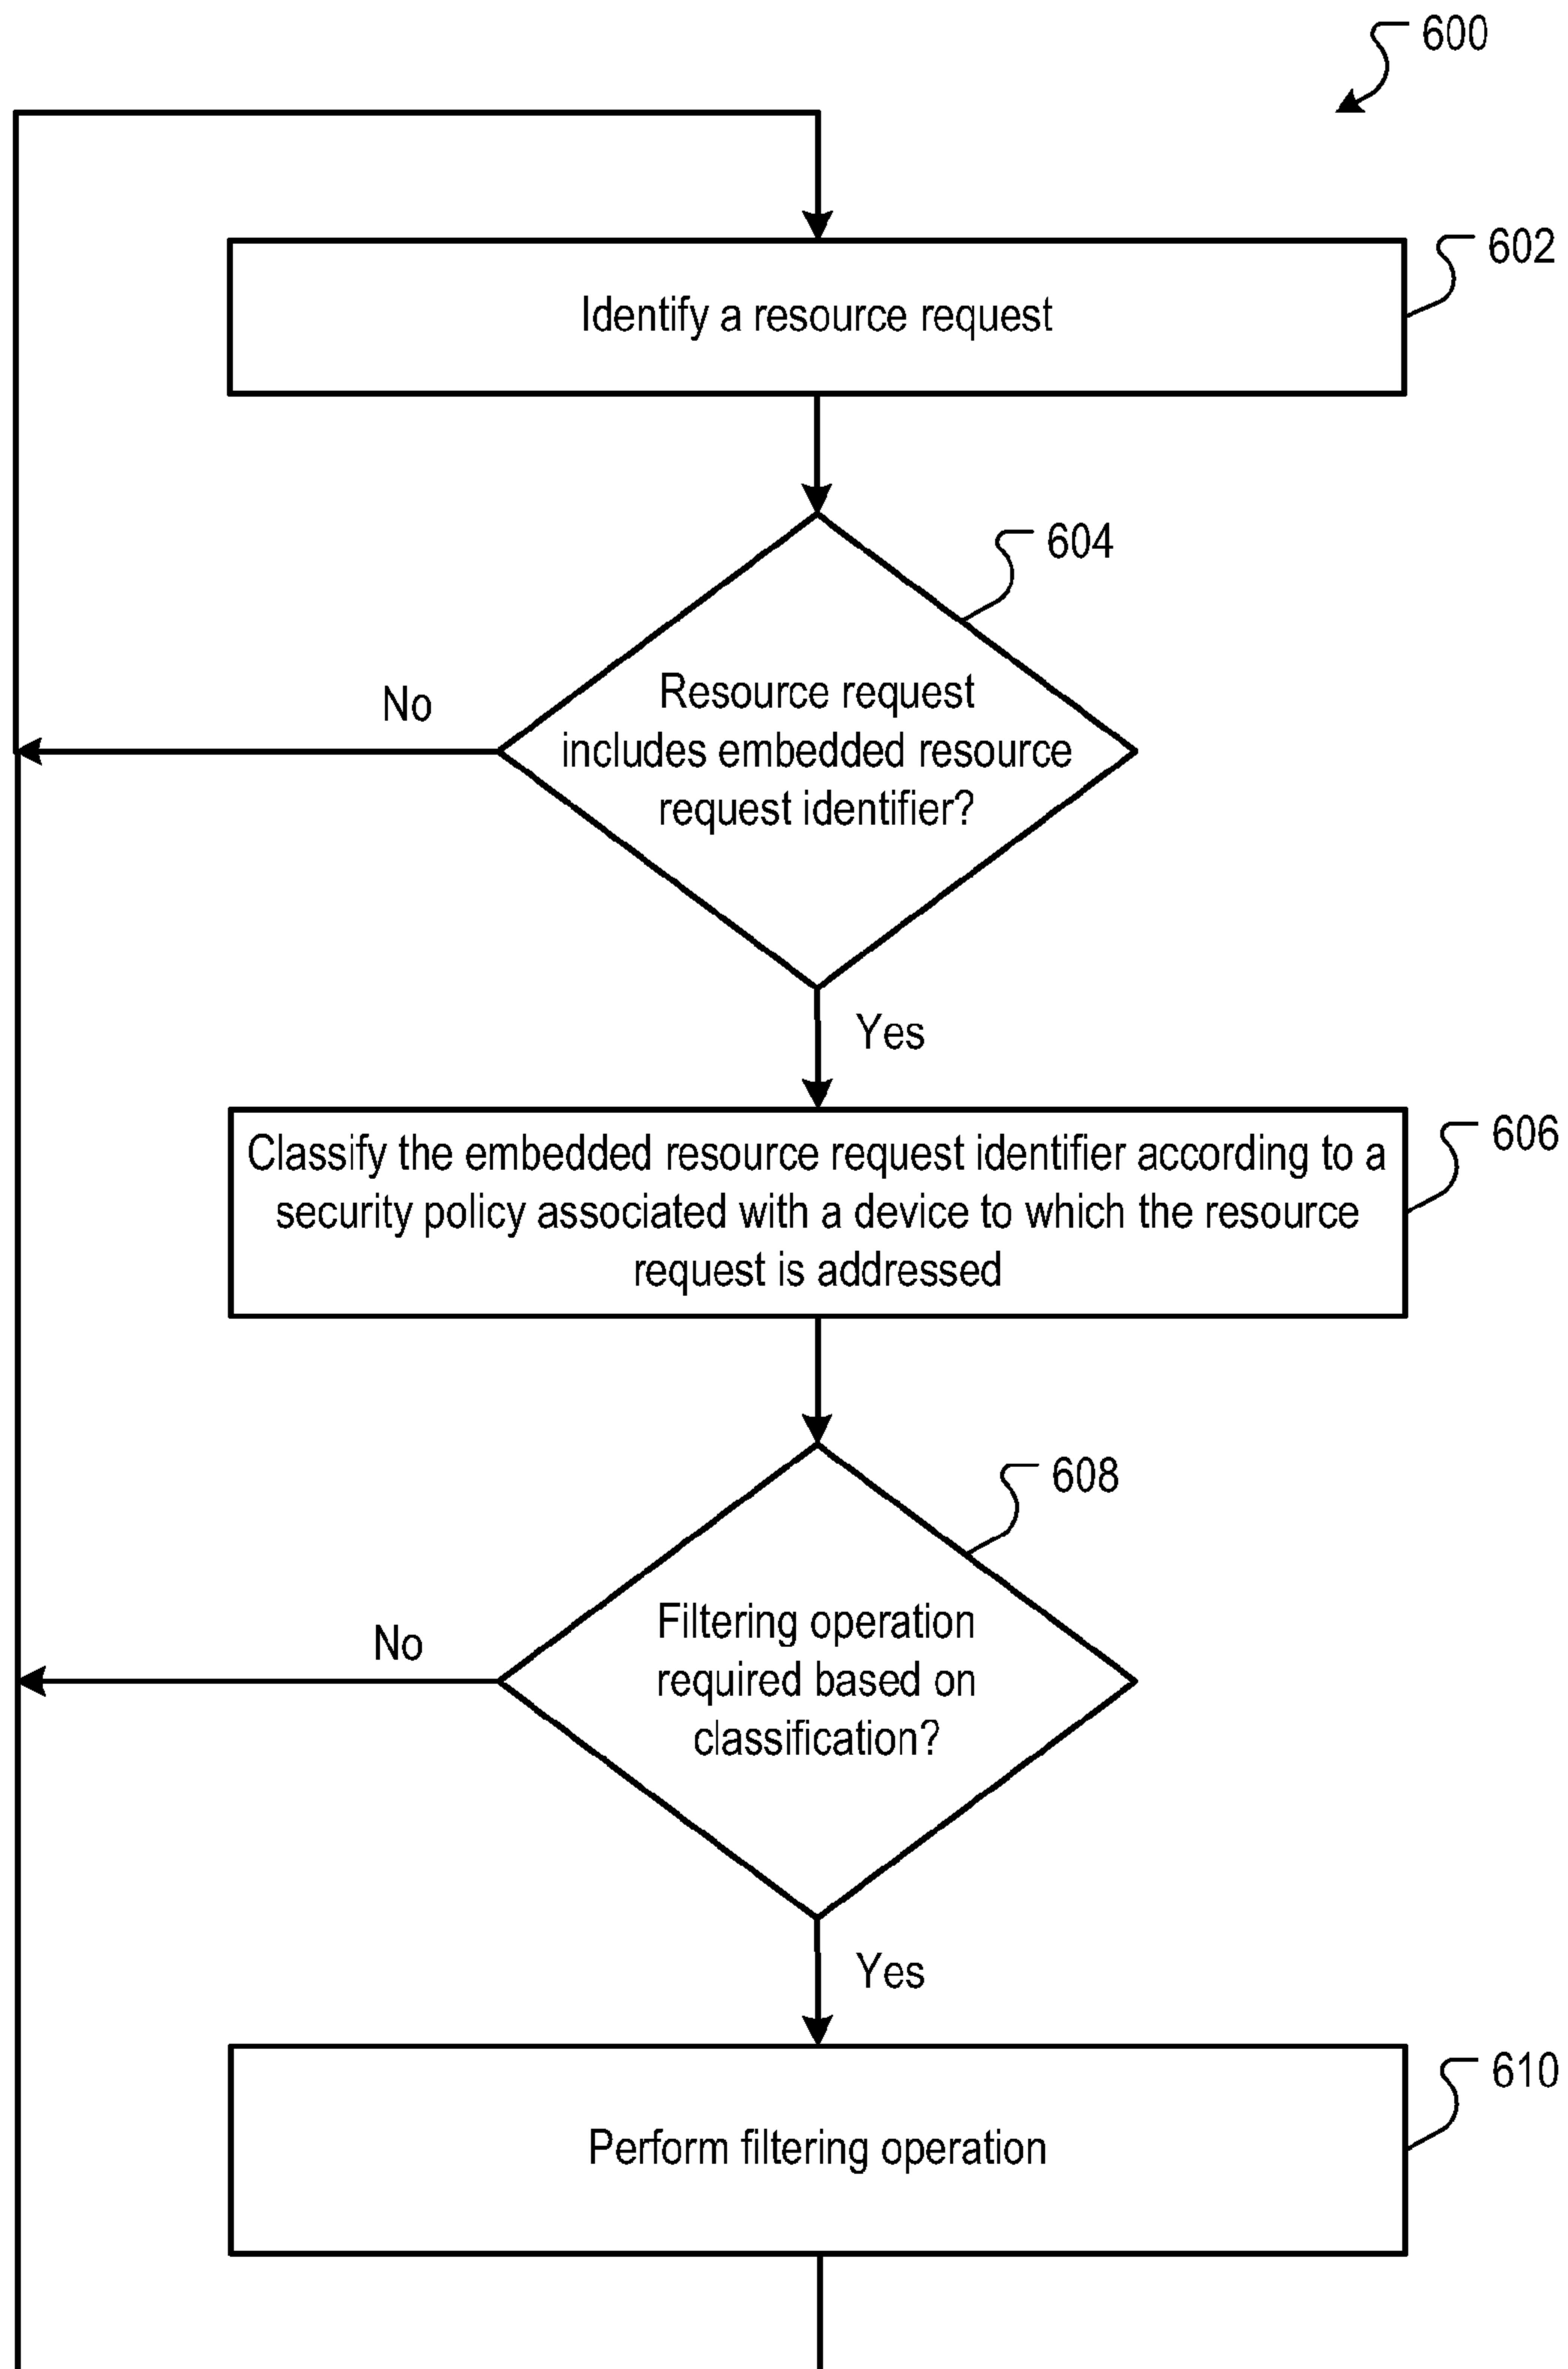 600
602
Identify a resource request
604
Resource request
includes embedded resource
request identifier?
No
Yes
606
Classify the embedded resource request identifier according to a
security policy associated with a device to which the resource
request is addressed
608
Filtering operation
required based on
classification?
No
Yes
610
Perform filtering operation